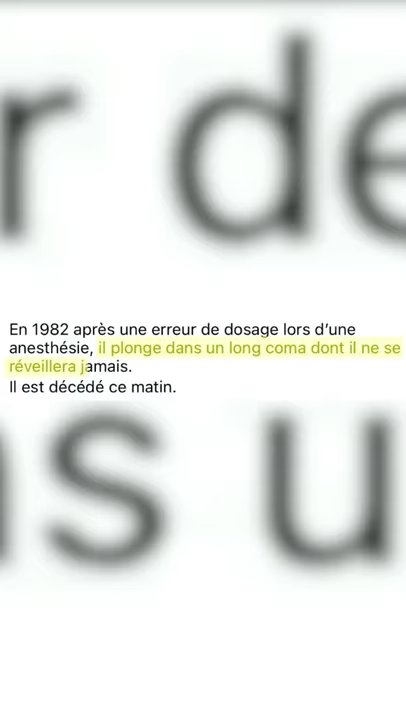 r de
En 1982 après une erreur de dosage lors d’une
anesthésie, il plonge dans un long coma dont il ne se
réveillera jamais.
Il est décédé ce matin.
s u